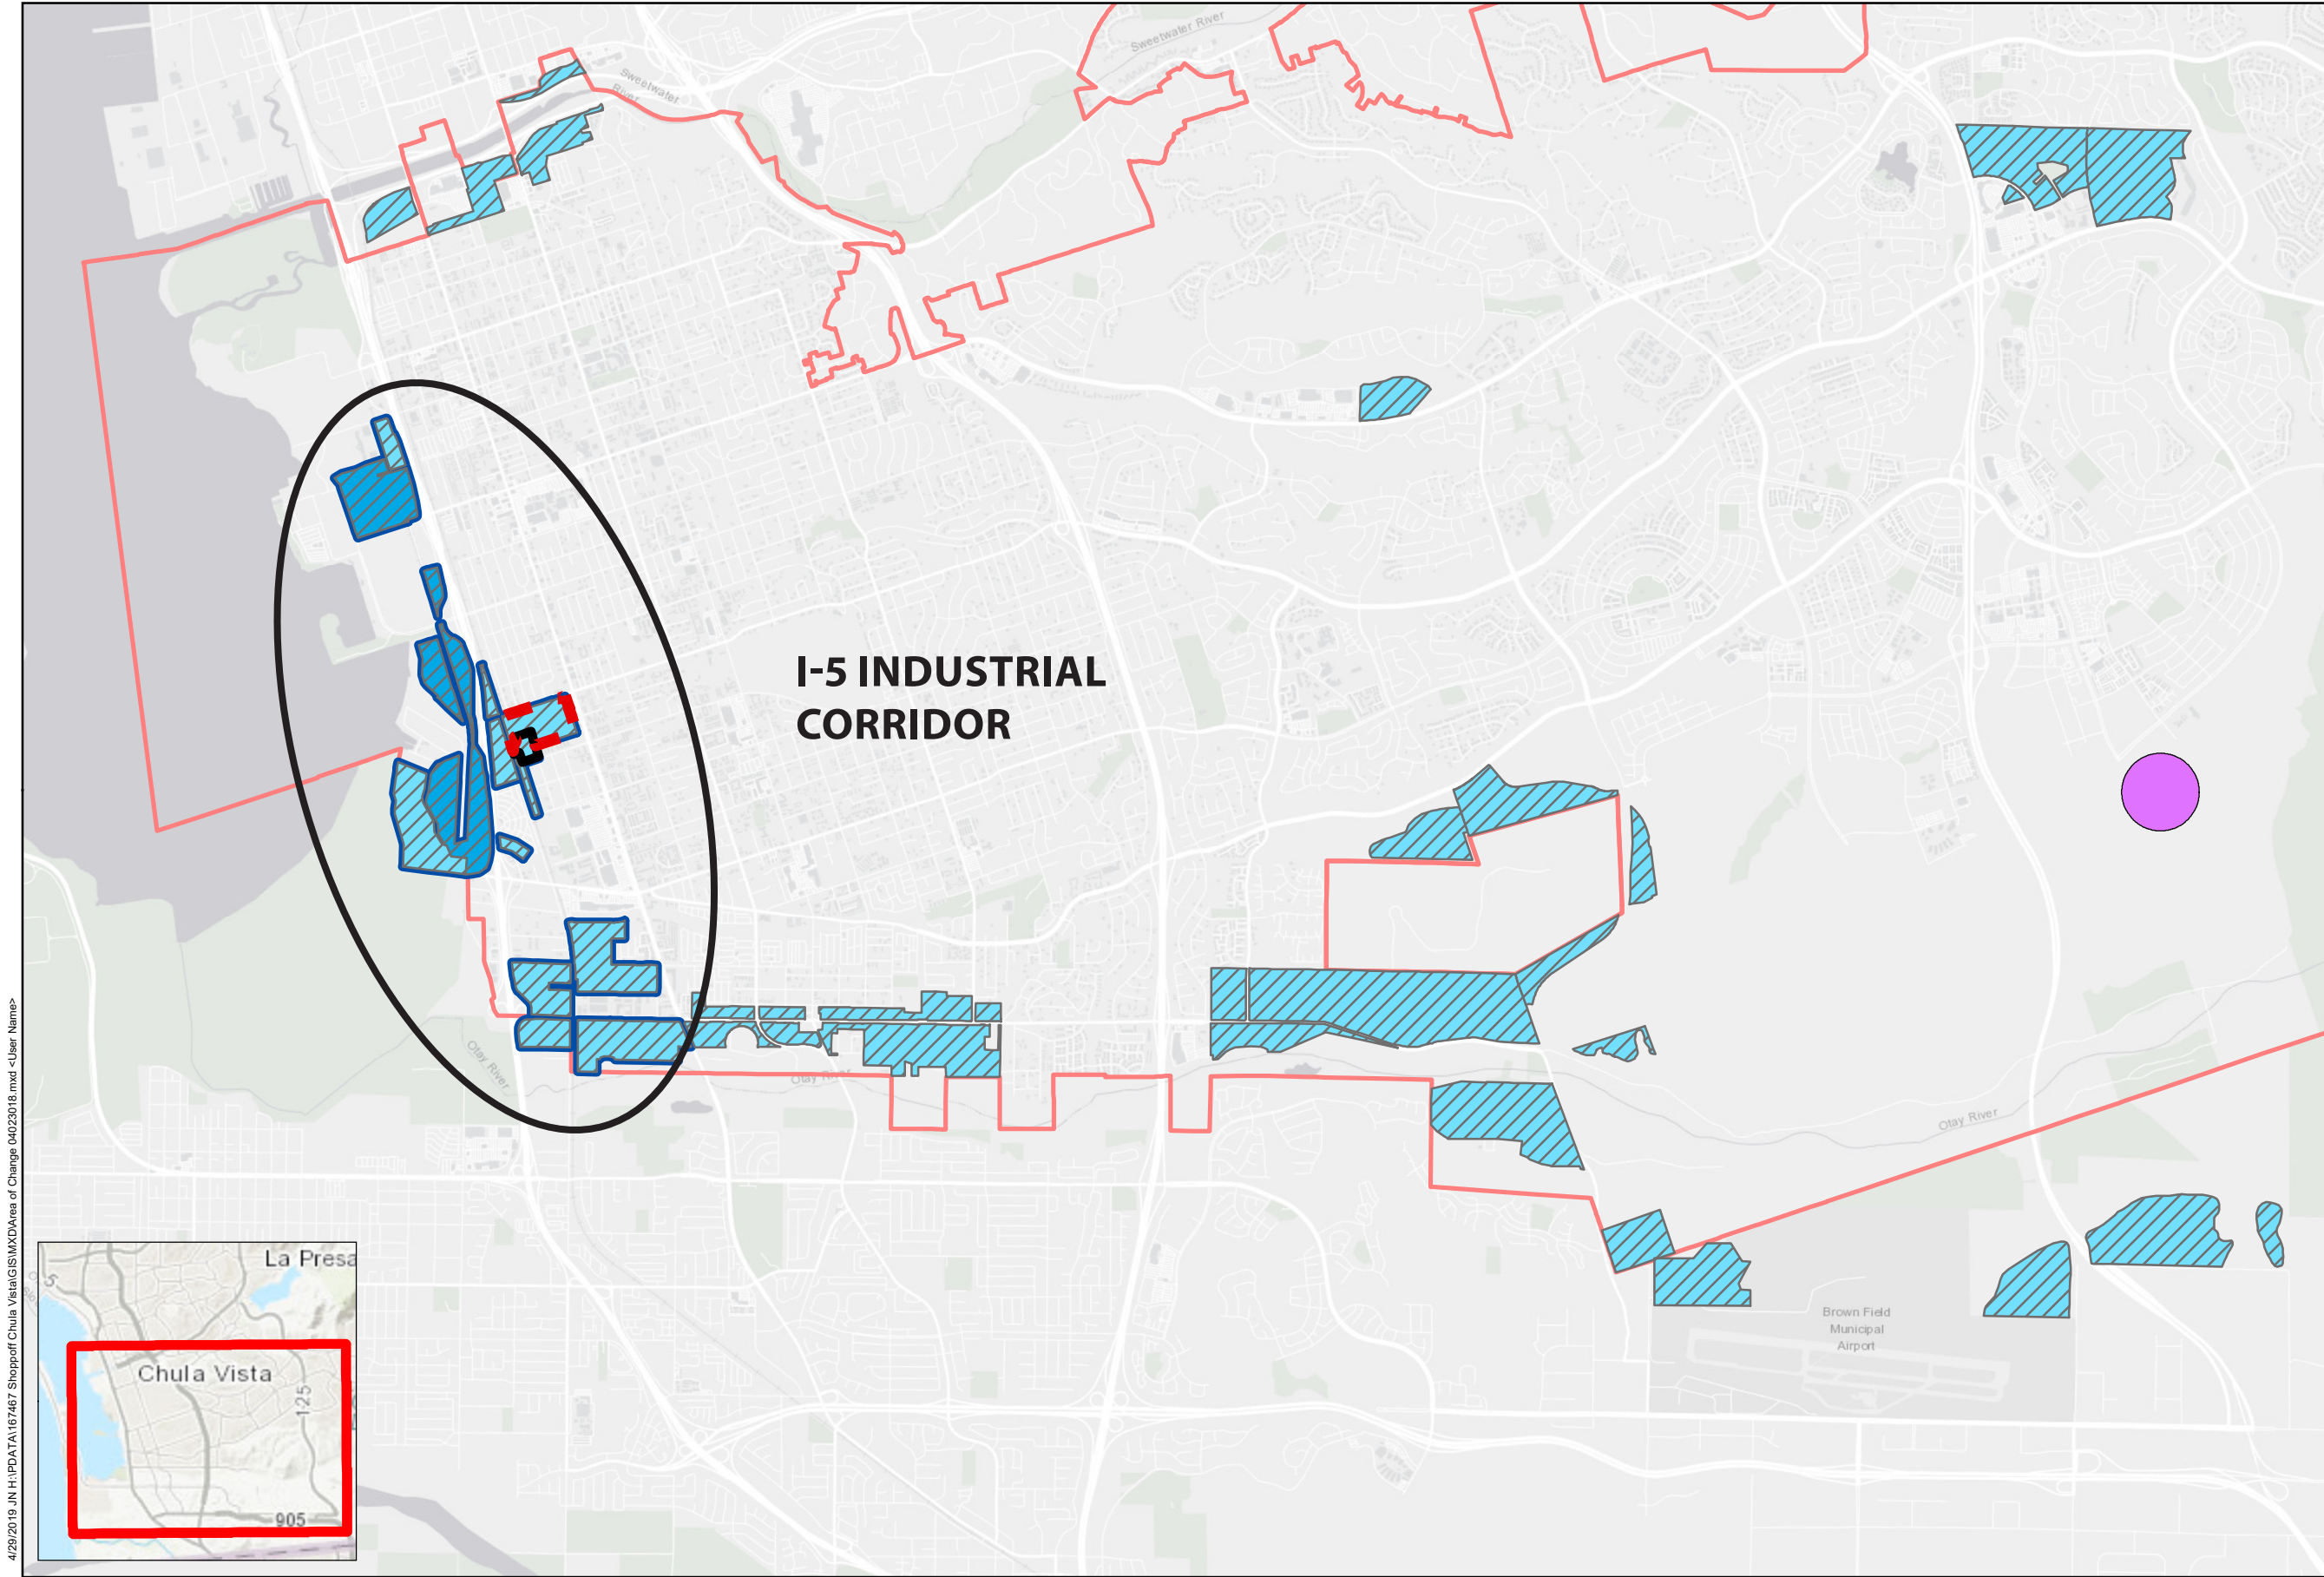 Sweetwater River
Sweetwater
River
I-5 INDUSTRIAL
CORRIDOR
Otay River
Otay River
Otay River
Brown Field
Municipal
Airport
La Presa
5
Chula Vista
125
905
4/29/2019 JN H:\PDATA\167467 Shoppoff Chula Vista\GIS\MXD\Area of Change 04023018.mxd <User Name>